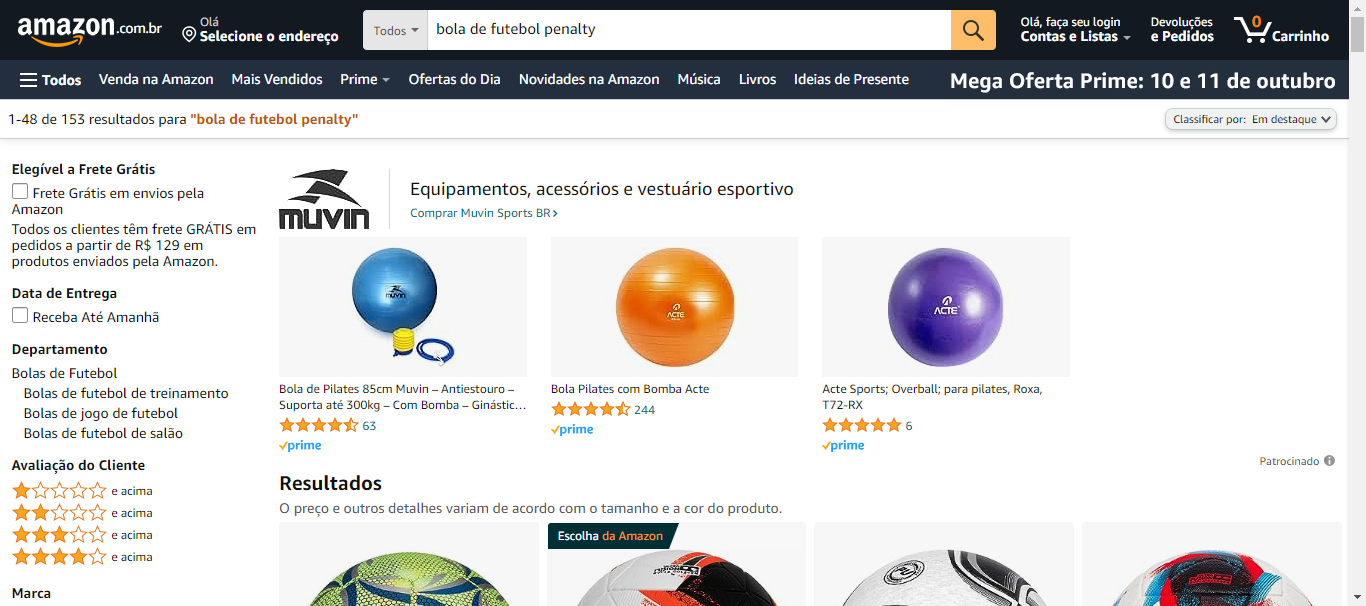 amazon.com.br
Olá
Selecione o endereço
Todos
bola de futebol penalty
Olá, faça seu login
Contas e Listas
Devoluções
e Pedidos
0
Carrinho
Todos
Venda na Amazon
Mais Vendidos
Prime
Ofertas do Dia
Novidades na Amazon
Música
Livros
Ideias de Presente
Mega Oferta Prime: 10 e 11 de outubro
1-48 de 153 resultados para "bola de futebol penalty"
Classificar por: Em destaque
Elegível a Frete Grátis
Frete Grátis em envios pela
Amazon
Todos os clientes têm frete GRÁTIS em
pedidos a partir de R$ 129 em
produtos enviados pela Amazon.
Data de Entrega
Receba Até Amanhã
Departamento
Bolas de Futebol
Bolas de futebol de treinamento
Bolas de jogo de futebol
Bolas de futebol de salão
Avaliação do Cliente
e acima
e acima
e acima
e acima
Marca
MUVIN
Equipamentos, acessórios e vestuário esportivo
Comprar Muvin Sports BR
MUVIN
ACTE
ACTE
Bola de Pilates 85cm Muvin – Antiestouro –
Suporta até 300kg – Com Bomba – Ginástic...
63
prime
Bola Pilates com Bomba Acte
244
prime
Acte Sports; Overball; para pilates, Roxa,
T72-RX
6
prime
Patrocinado
Resultados
O preço e outros detalhes variam de acordo com o tamanho e a cor do produto.
Escolha da Amazon